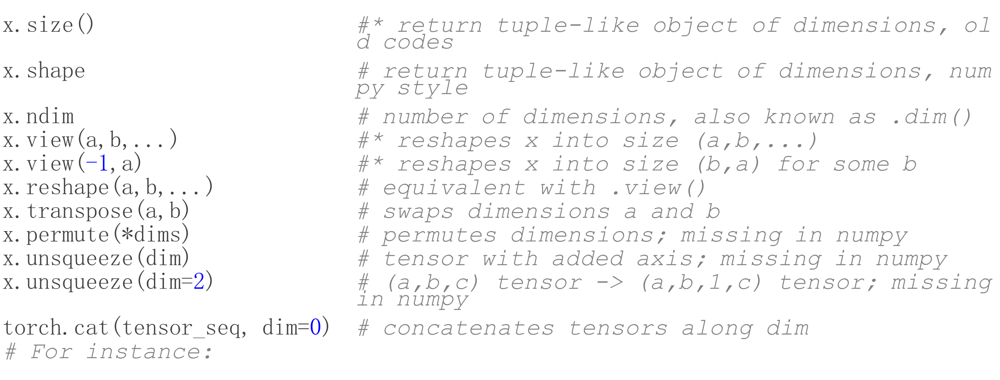 x.size() #* return tuple-like object of dimensions, ol
d codes
x.shape # return tuple-like object of dimensions, num
py style
x.ndim # number of dimensions, also known as .dim()
x.view(a,b,...) #* reshapes x into size (a,b,...)
x.view(-1,a) #* reshapes x into size (b,a) for some b
x.reshape(a,b,...) # equivalent with .view()
x.transpose(a,b) # swaps dimensions a and b
x.permute(*dims) # permutes dimensions; missing in numpy
x.unsqueeze(dim) # tensor with added axis; missing in numpy
x.unsqueeze(dim=2) # (a,b,c) tensor -> (a,b,1,c) tensor; missing
in numpy
torch.cat(tensor_seq, dim=0) # concatenates tensors along dim
# For instance: